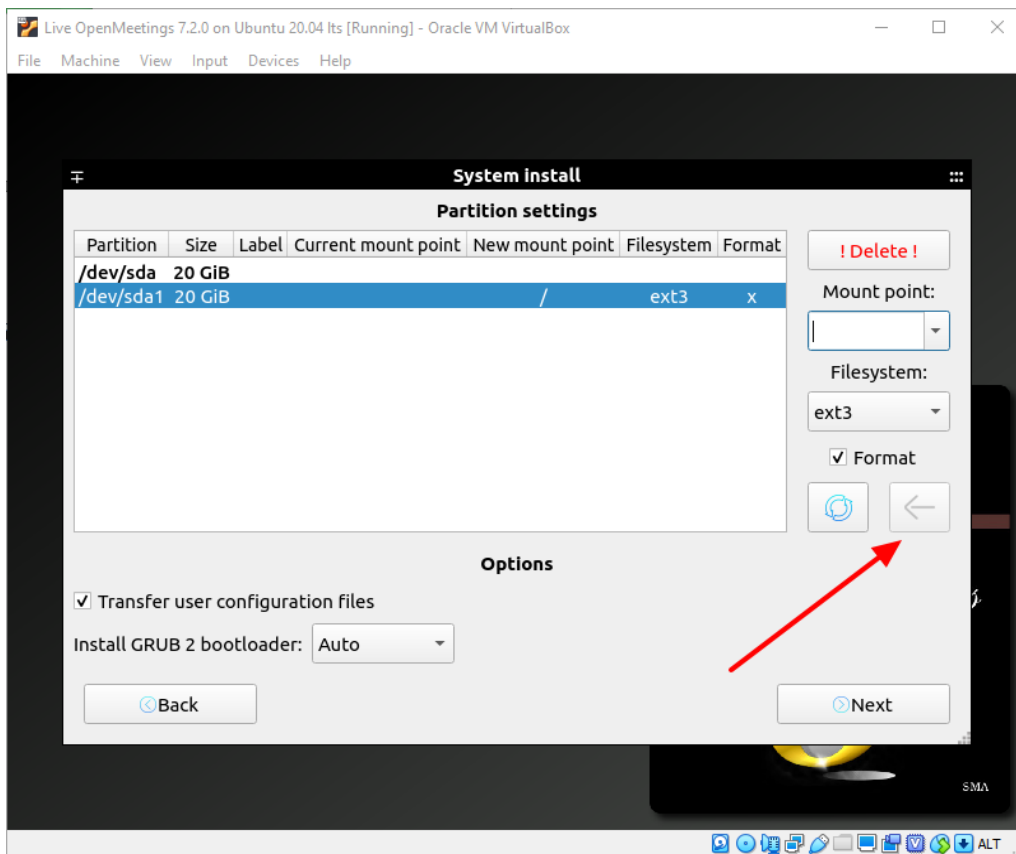 Live OpenMeetings 7.2.0 on Ubuntu 20.04 lts [Running] - Oracle VM VirtualBox
File Machine View Input Devices Help
System install
Partition settings
Partition Size Label Current mount point New mount point Filesystem Format
/dev/sda 20 GiB
/dev/sda1 20 GiB / ext3 x
! Delete !
Mount point:
Filesystem:
ext3
Format
Options
Transfer user configuration files
Install GRUB 2 bootloader: Auto
Back
Next
SMA
ALT